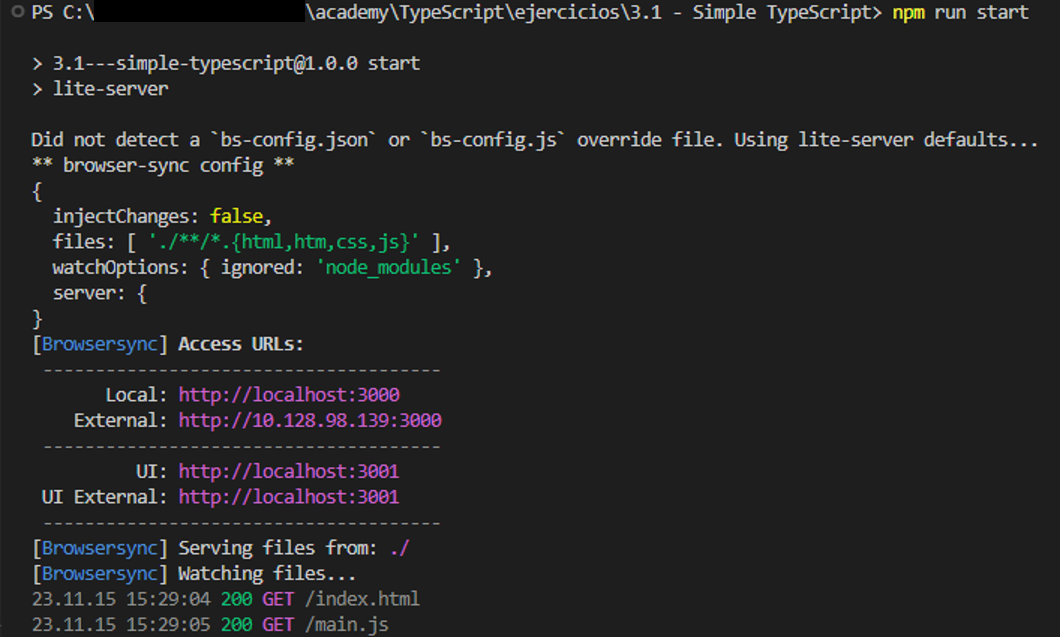 PS C:\ \academy\TypeScript\ejercicios\3.1 - Simple TypeScript> npm run start
> 3.1---simple-typescript@1.0.0 start
> lite-server
Did not detect a `bs-config.json` or `bs-config.js` override file. Using lite-server defaults...
** browser-sync config **
{
  injectChanges: false,
  files: [ './**/*.{html,htm,css,js}' ],
  watchOptions: { ignored: 'node_modules' },
  server: {
}
[Browsersync] Access URLs:
 --------------------------------------
       Local: http://localhost:3000
    External: http://10.128.98.139:3000
 --------------------------------------
          UI: http://localhost:3001
 UI External: http://localhost:3001
 --------------------------------------
[Browsersync] Serving files from: ./
[Browsersync] Watching files...
23.11.15 15:29:04 200 GET /index.html
23.11.15 15:29:05 200 GET /main.js